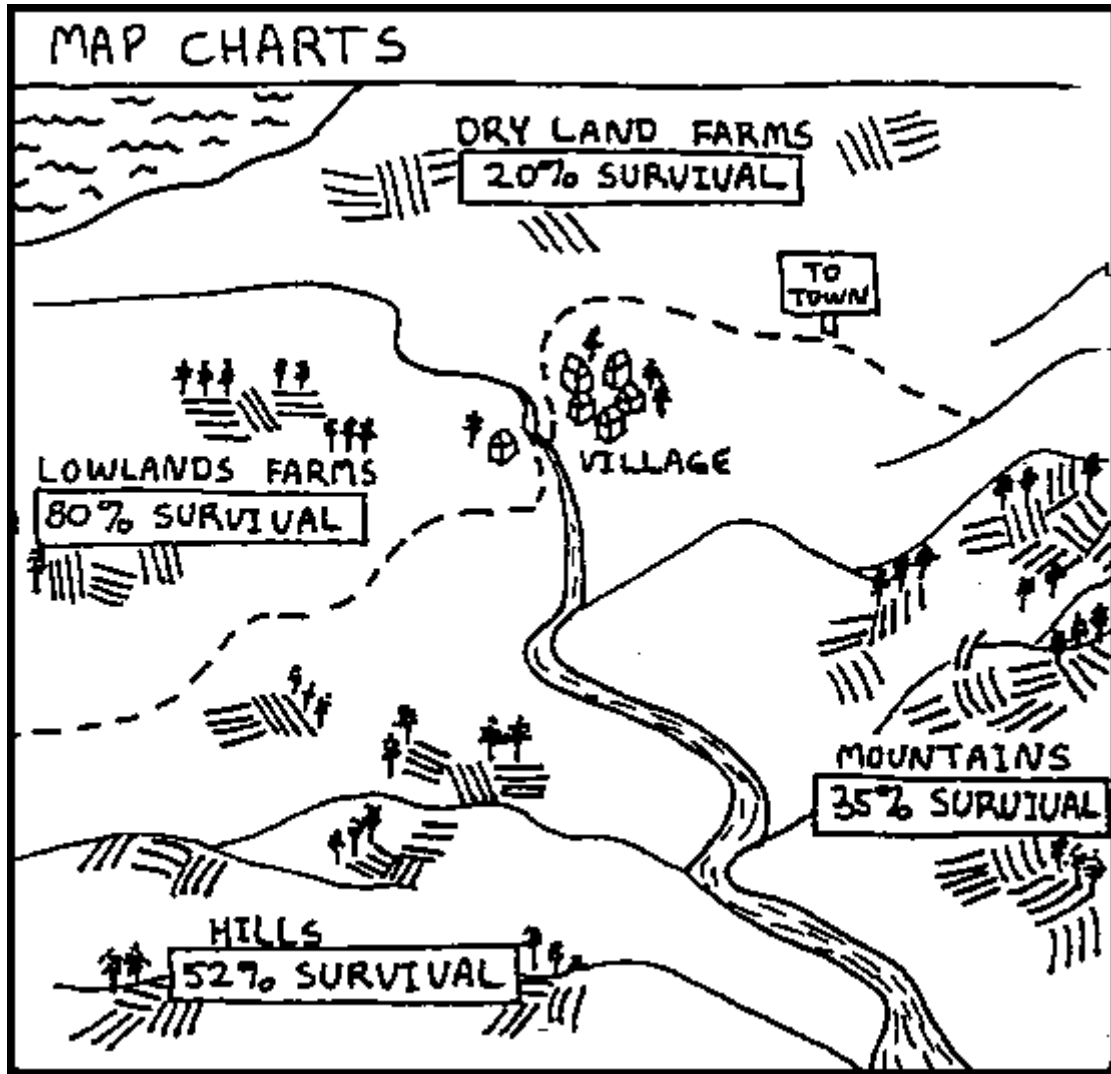 MAP CHARTS
DRY LAND FARMS
20% SURVIVAL
TO
TOWN
VILLAGE
LOWLANDS FARMS
80% SURVIVAL
MOUNTAINS
35% SURVIVAL
HILLS
52% SURVIVAL